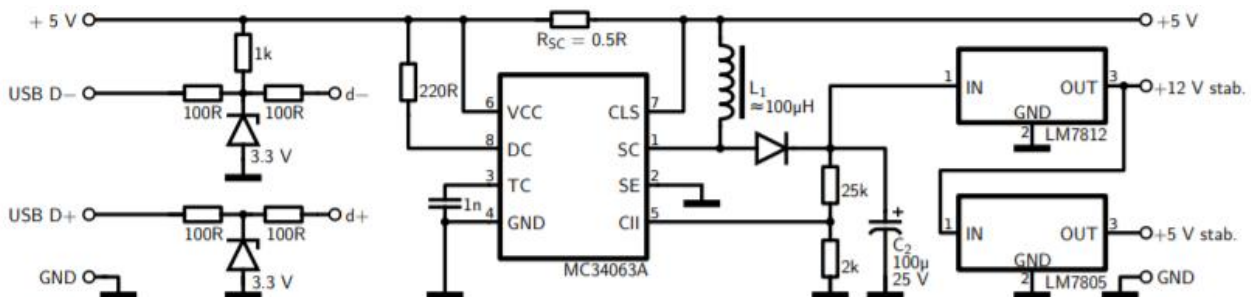 + 5 V
+5 V
R_SC = 0.5R
1k
USB D−
100R
100R
d−
3.3 V
220R
6
VCC
CLS
7
8
DC
SC
1
3
TC
SE
2
1n
4
GND
CII
5
MC34063A
L₁
≈100µH
25k
2k
+
C₂
100µ
25 V
1
IN
OUT
3
GND
2
LM7812
+12 V stab.
1
IN
OUT
3
GND
2
LM7805
+5 V stab.
USB D+
100R
100R
d+
3.3 V
GND
GND